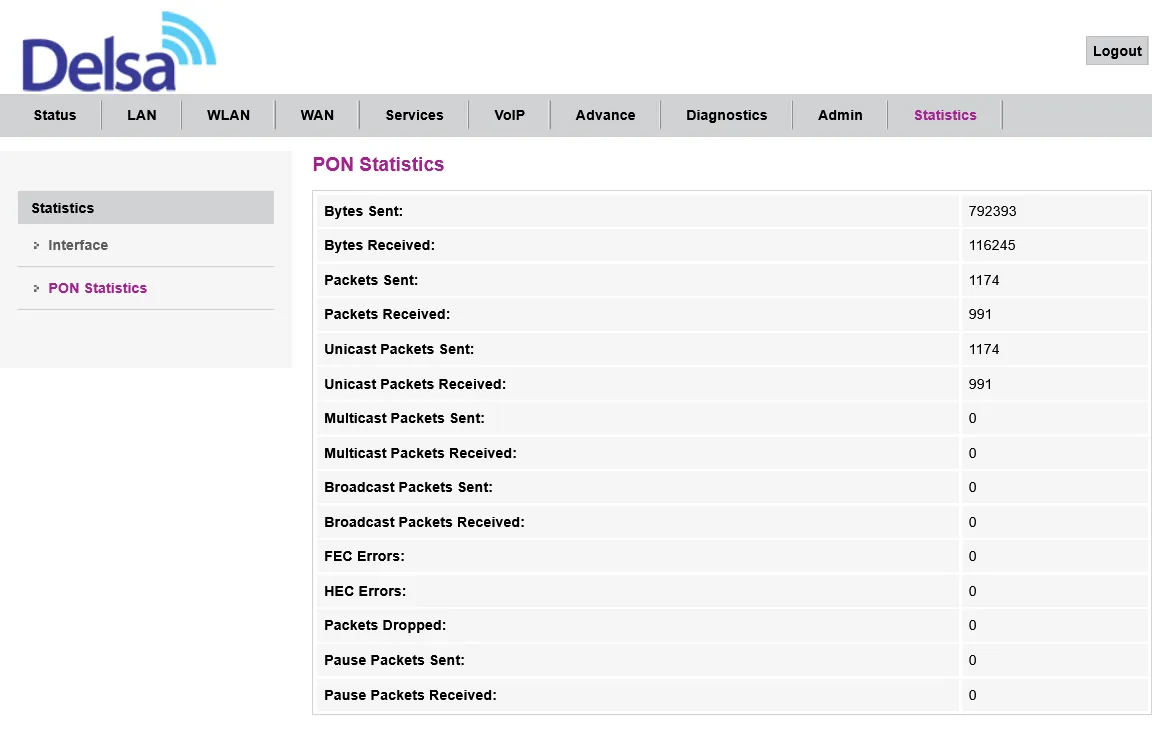 Delsa
Logout
Status LAN WLAN WAN Services VoIP Advance Diagnostics Admin Statistics
Statistics
Interface
PON Statistics
PON Statistics
Bytes Sent: 792393
Bytes Received: 116245
Packets Sent: 1174
Packets Received: 991
Unicast Packets Sent: 1174
Unicast Packets Received: 991
Multicast Packets Sent: 0
Multicast Packets Received: 0
Broadcast Packets Sent: 0
Broadcast Packets Received: 0
FEC Errors: 0
HEC Errors: 0
Packets Dropped: 0
Pause Packets Sent: 0
Pause Packets Received: 0